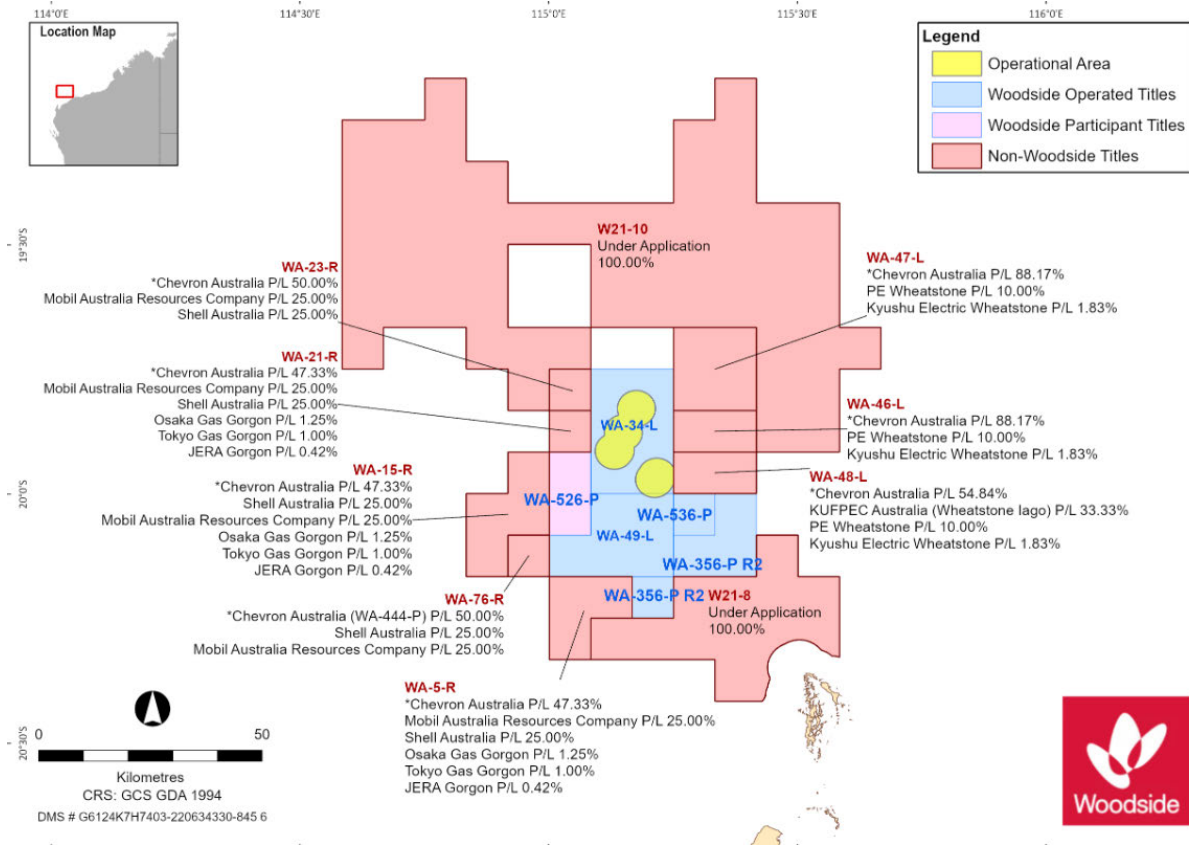 114°0'E
114°30'E
115°0'E
115°30'E
116°0'E
Location Map
Legend
Operational Area
Woodside Operated Titles
Woodside Participant Titles
Non-Woodside Titles
19°30'S
20°0'S
20°30'S
W21-10
Under Application
100.00%
WA-23-R
*Chevron Australia P/L 50.00%
Mobil Australia Resources Company P/L 25.00%
Shell Australia P/L 25.00%
WA-47-L
*Chevron Australia P/L 88.17%
PE Wheatstone P/L 10.00%
Kyushu Electric Wheatstone P/L 1.83%
WA-21-R
*Chevron Australia P/L 47.33%
Mobil Australia Resources Company P/L 25.00%
Shell Australia P/L 25.00%
Osaka Gas Gorgon P/L 1.25%
Tokyo Gas Gorgon P/L 1.00%
JERA Gorgon P/L 0.42%
WA-46-L
*Chevron Australia P/L 88.17%
PE Wheatstone P/L 10.00%
Kyushu Electric Wheatstone P/L 1.83%
WA-34-L
WA-15-R
*Chevron Australia P/L 47.33%
Shell Australia P/L 25.00%
Mobil Australia Resources Company P/L 25.00%
Osaka Gas Gorgon P/L 1.25%
Tokyo Gas Gorgon P/L 1.00%
JERA Gorgon P/L 0.42%
WA-48-L
*Chevron Australia P/L 54.84%
KUFPEC Australia (Wheatstone Iago) P/L 33.33%
PE Wheatstone P/L 10.00%
Kyushu Electric Wheatstone P/L 1.83%
WA-526-P
WA-536-P
WA-49-L
WA-356-P R2
WA-356-P R2
WA-76-R
*Chevron Australia (WA-444-P) P/L 50.00%
Shell Australia P/L 25.00%
Mobil Australia Resources Company P/L 25.00%
W21-8
Under Application
100.00%
WA-5-R
*Chevron Australia P/L 47.33%
Mobil Australia Resources Company P/L 25.00%
Shell Australia P/L 25.00%
Osaka Gas Gorgon P/L 1.25%
Tokyo Gas Gorgon P/L 1.00%
JERA Gorgon P/L 0.42%
0
50
Kilometres
CRS: GCS GDA 1994
DMS # G6124K7H7403-220634330-845 6
Woodside